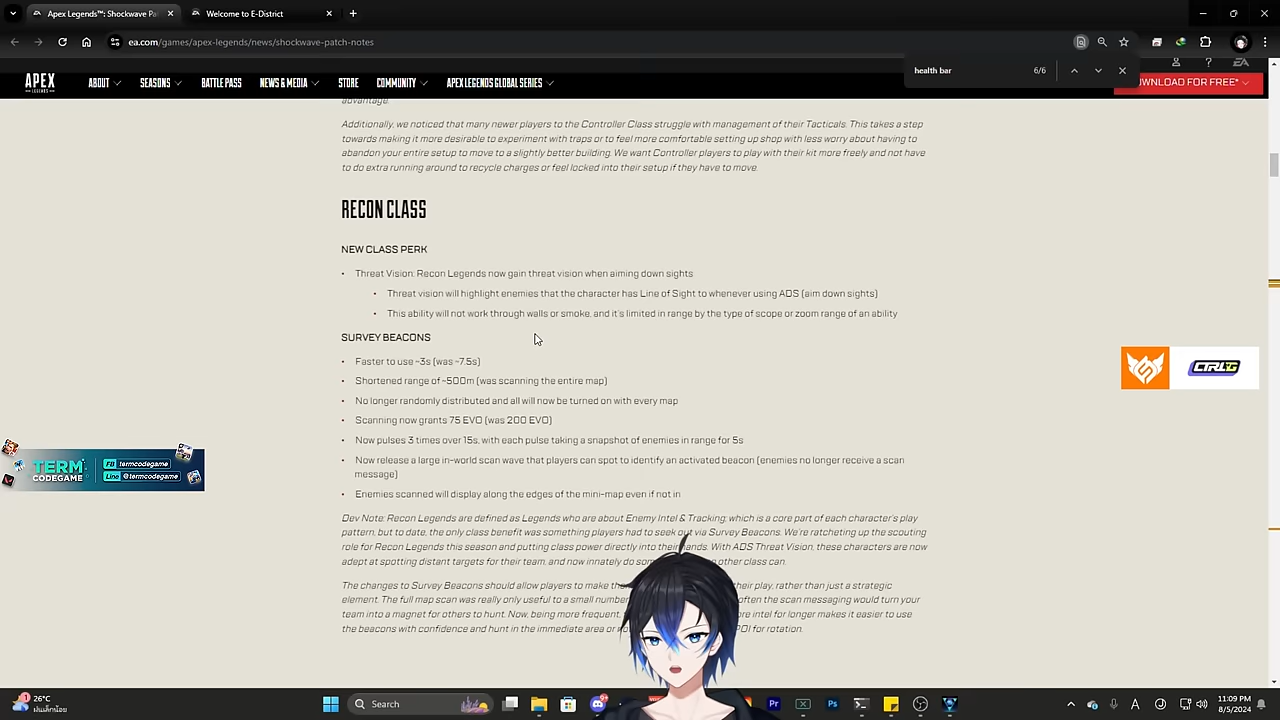 Apex Legends™: Shockwave Pa
Welcome to E-District
ea.com/games/apex-legends/news/shockwave-patch-notes
health bar
6/6
APEX
ABOUT
SEASONS
BATTLE PASS
NEWS & MEDIA
STORE
COMMUNITY
APEX LEGENDS GLOBAL SERIES
EA
OWNLOAD FOR FREE*
advantage.
Additionally, we noticed that many newer players to the Controller Class struggle with management of their Tacticals. This takes a step
towards making it more desirable to experiment with traps or to feel more comfortable setting up shop with less worry about having to
abandon your entire setup to move to a slightly better building. We want Controller players to play with their kit more freely and not have
to do extra running around to recycle charges or feel locked into their setup if they have to move.
RECON CLASS
NEW CLASS PERK
• Threat Vision: Recon Legends now gain threat vision when aiming down sights
• Threat vision will highlight enemies that the character has Line of Sight to whenever using ADS (aim down sights)
• This ability will not work through walls or smoke, and it's limited in range by the type of scope or zoom range of an ability
SURVEY BEACONS
• Faster to use ~3s (was ~7.5s)
• Shortened range of ~500m (was scanning the entire map)
• No longer randomly distributed and all will now be turned on with every map
• Scanning now grants 75 EVO (was 200 EVO)
• Now pulses 3 times over 15s, with each pulse taking a snapshot of enemies in range for 5s
• Now release a large in-world scan wave that players can spot to identify an activated beacon (enemies no longer receive a scan
message)
• Enemies scanned will display along the edges of the mini-map even if not in
Dev Note: Recon Legends are defined as Legends who are about Enemy Intel & Tracking; which is a core part of each character's play
pattern, but to date, the only class benefit was something players had to seek out via Survey Beacons. We're ratcheting up the scouting
role for Recon Legends this season and putting class power directly into their hands. With ADS Threat Vision, these characters are now
adept at spotting distant targets for their team, and now innately do som other class can.
The changes to Survey Beacons should allow players to make the their play, rather than just a strategic
element. The full map scan was really only useful to a small number often the scan messaging would turn your
team into a magnet for others to hunt. Now, being more frequent, ore intel for longer makes it easier to use
the beacons with confidence and hunt in the immediate area or POI for rotation.
CTRL G
TERM
CODEGAME
FB termcodegame
Line @termcodegame
26°C
ฝนเล็กน้อย
Search
Pr
Ps
A
11:09 PM
8/5/2024